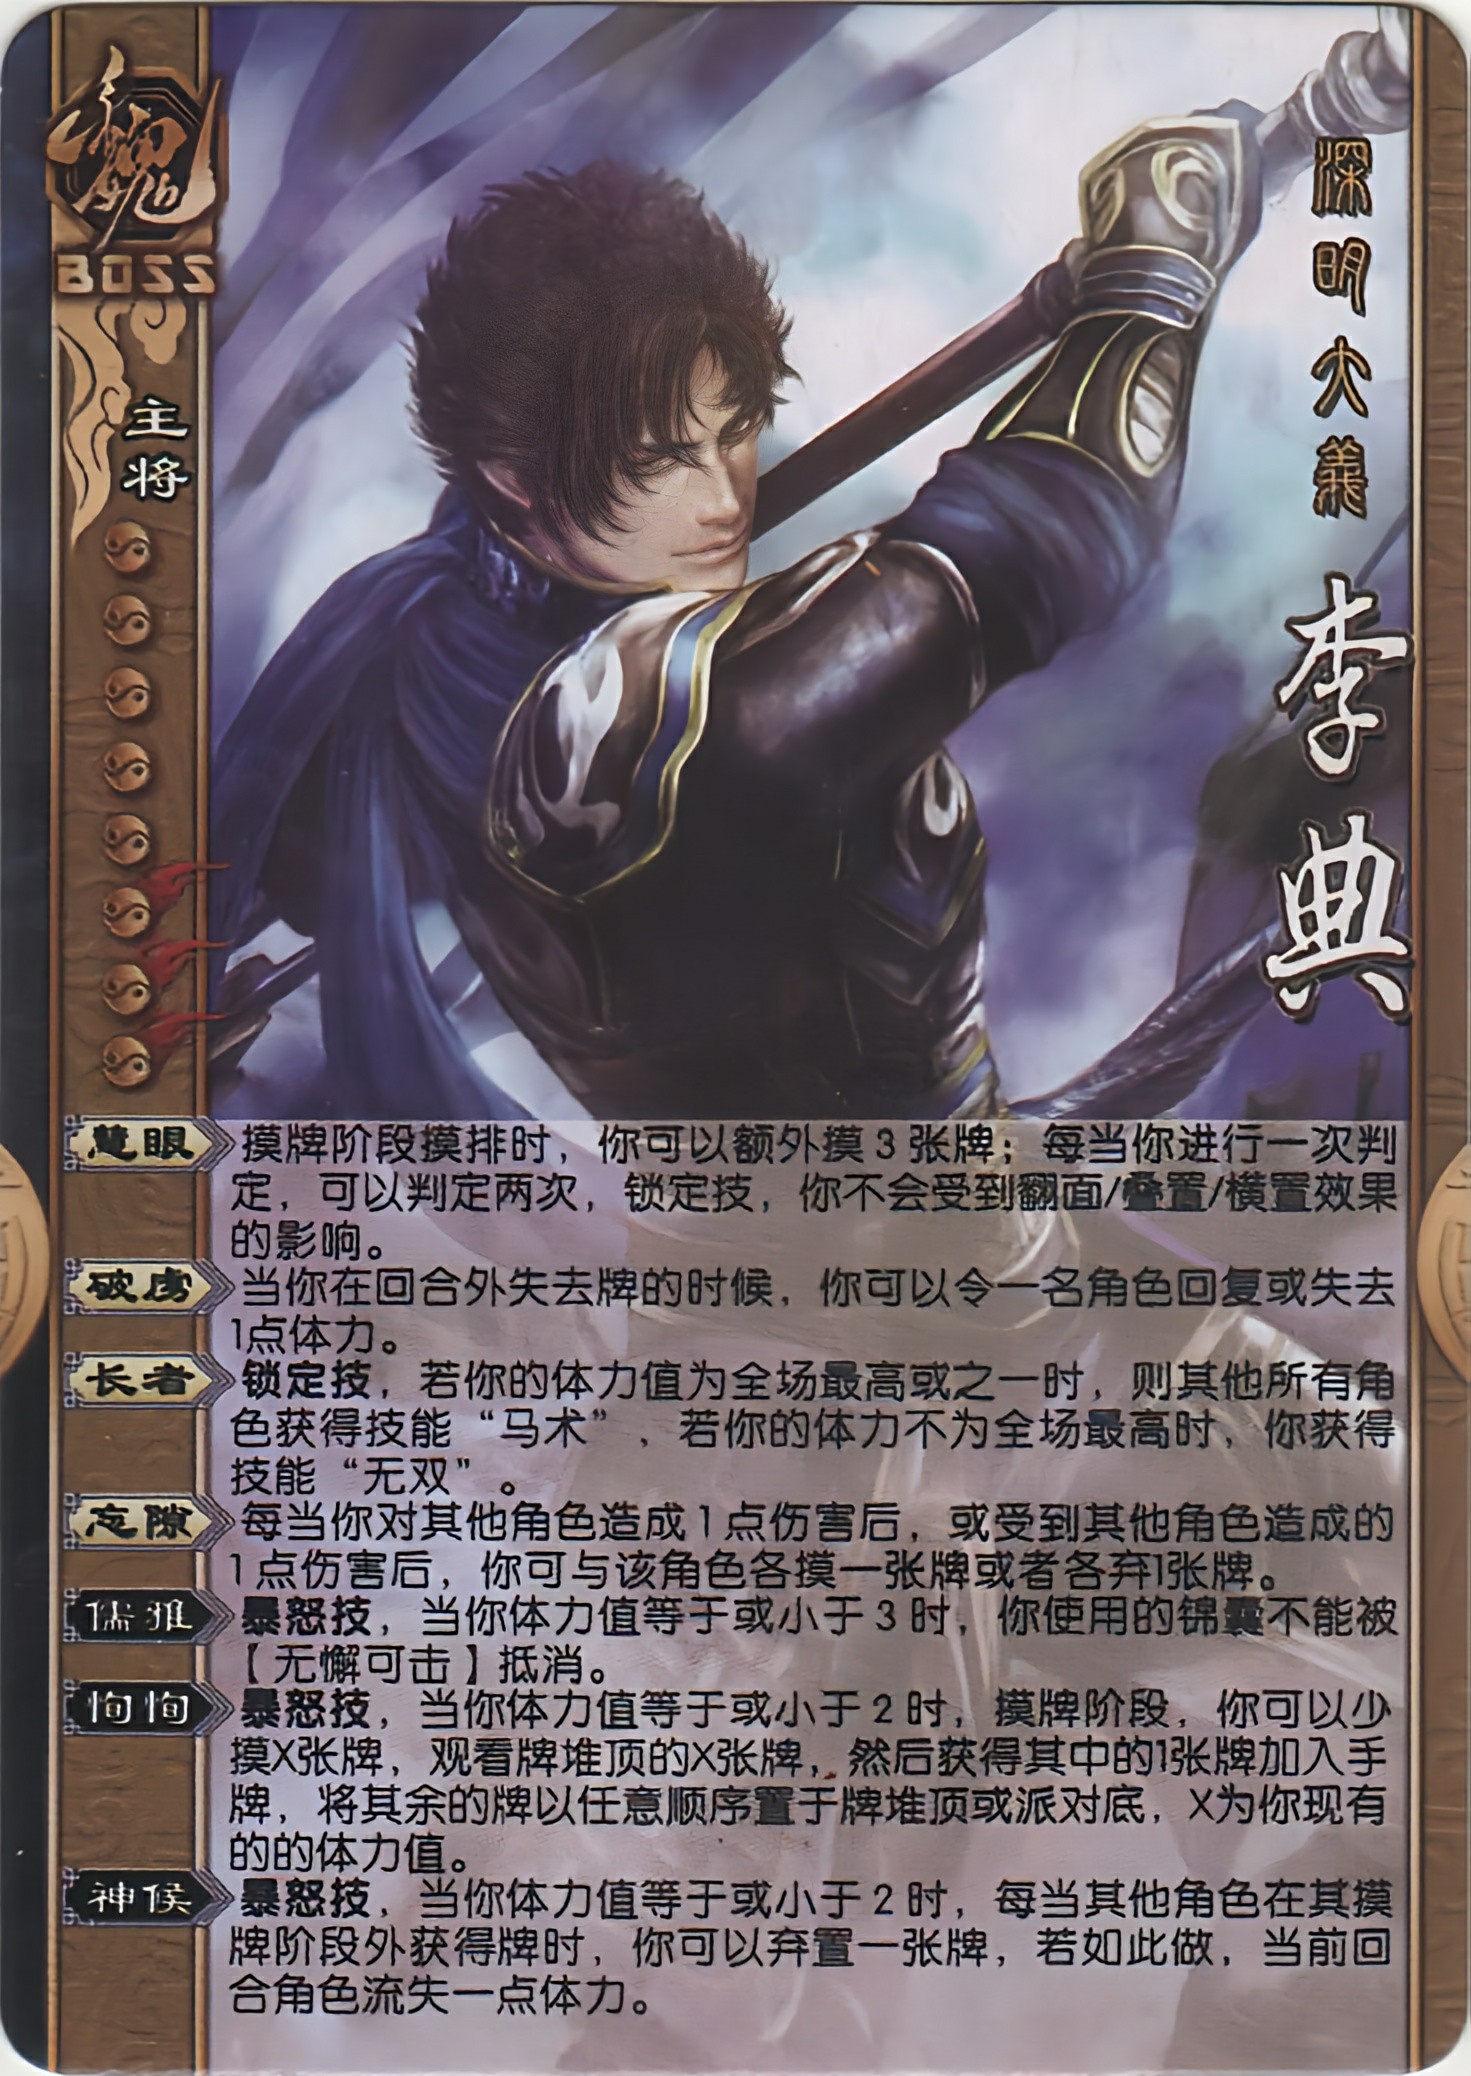 魏
BOSS
主将
深明大義
李典
慧眼
摸牌阶段摸排时，你可以额外摸3张牌；每当你进行一次判
定，可以判定两次，锁定技，你不会受到翻面/叠置/横置效果
的影响。
破虏
当你在回合外失去牌的时候，你可以令一名角色回复或失去
1点体力。
长者
锁定技，若你的体力值为全场最高或之一时，则其他所有角
色获得技能“马术”，若你的体力不为全场最高时，你获得
技能“无双”。
忘隙
每当你对其他角色造成1点伤害后，或受到其他角色造成的
1点伤害后，你可与该角色各摸一张牌或者各弃1张牌。
儒雅
暴怒技，当你体力值等于或小于3时，你使用的锦囊不能被
【无懈可击】抵消。
恂恂
暴怒技，当你体力值等于或小于2时，摸牌阶段，你可以少
摸X张牌，观看牌堆顶的X张牌，然后获得其中的1张牌加入手
牌，将其余的牌以任意顺序置于牌堆顶或派对底，X为你现有
的的体力值。
神侯
暴怒技，当你体力值等于或小于2时，每当其他角色在其摸
牌阶段外获得牌时，你可以弃置一张牌，若如此做，当前回
合角色流失一点体力。